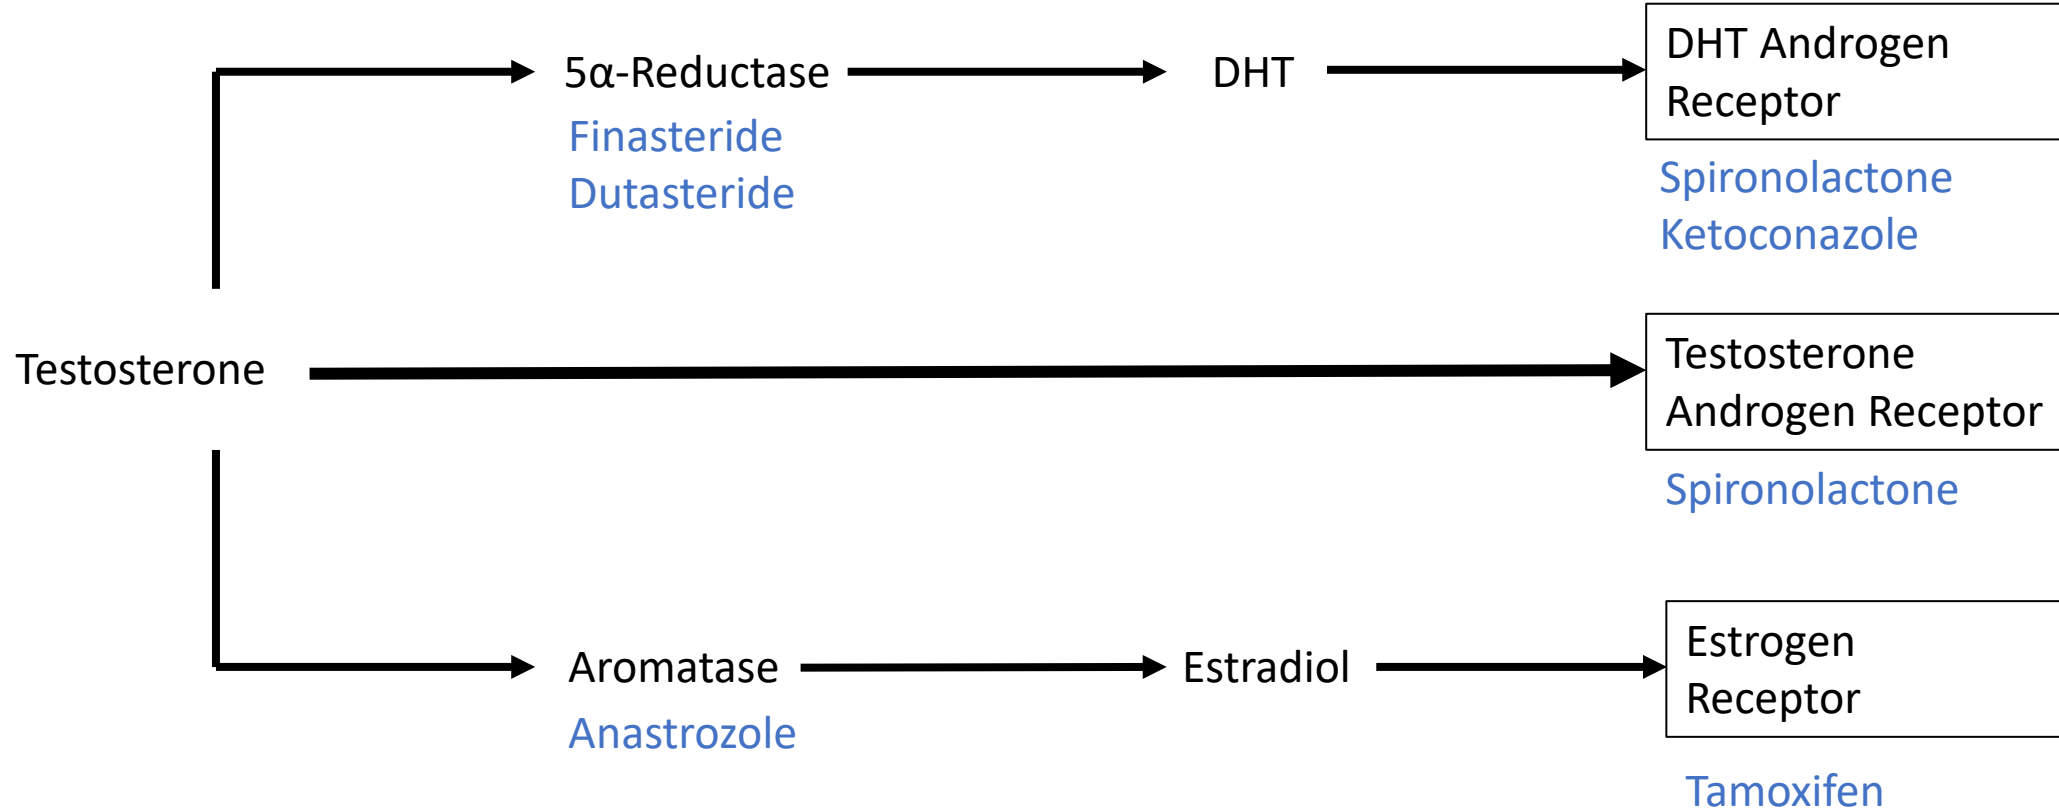 5α-Reductase
Finasteride
Dutasteride
DHT
DHT Androgen
Receptor
Spironolactone
Ketoconazole
Testosterone
Testosterone
Androgen Receptor
Spironolactone
Aromatase
Anastrozole
Estradiol
Estrogen
Receptor
Tamoxifen